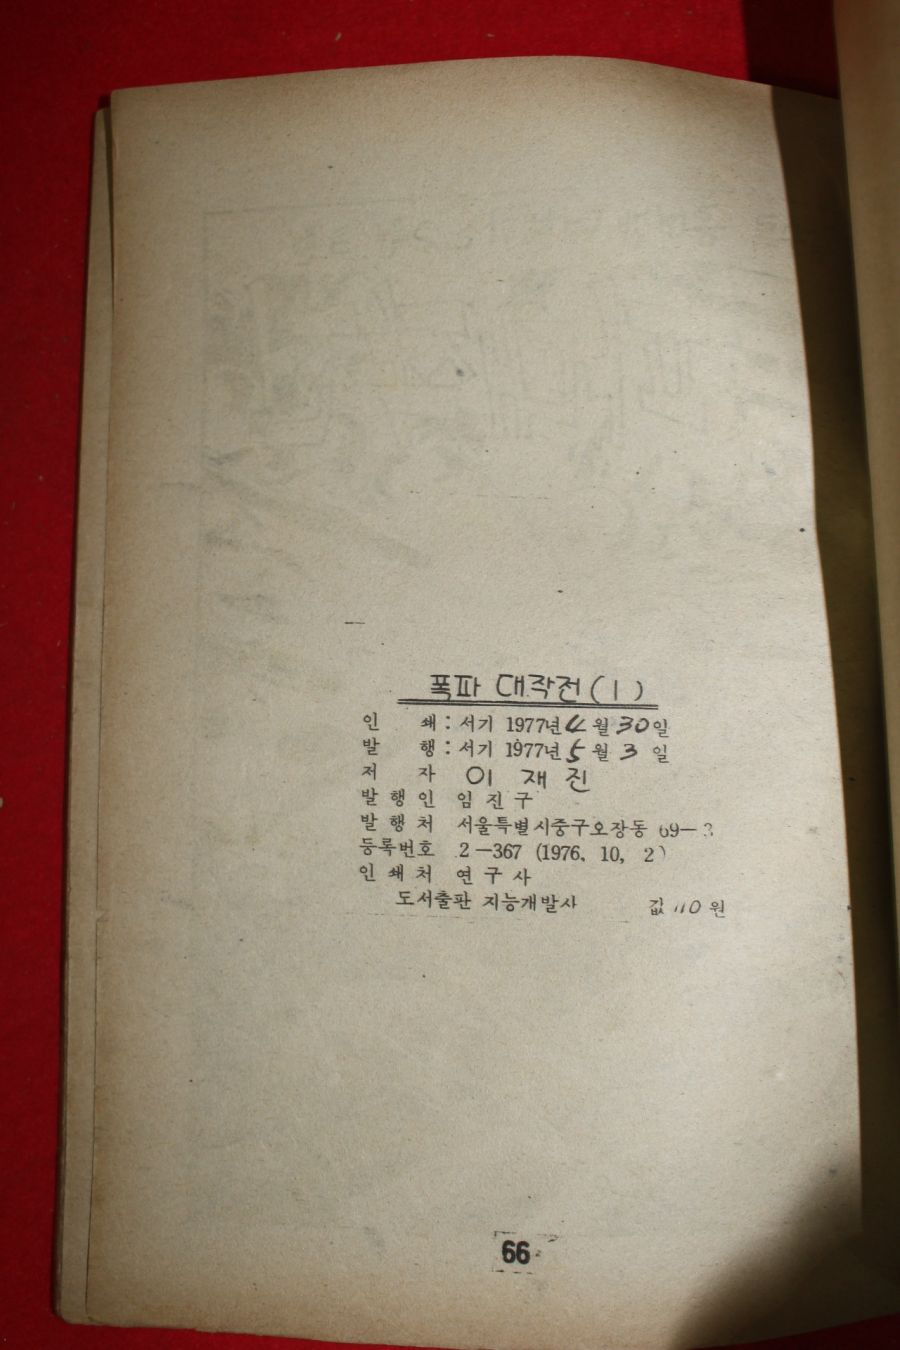 폭파 대작전(1)
인 쇄 : 서기 1977년 4월 30일
발 행 : 서기 1977년 5월 3일
저 자 이 재 진
발 행 인 임 진 구
발 행 처 서울특별시중구오장동 69-3
등록번호 2-367 (1976, 10, 2)
인 쇄 처 연 구 사
도서출판 지능개발사 값 110 원
66